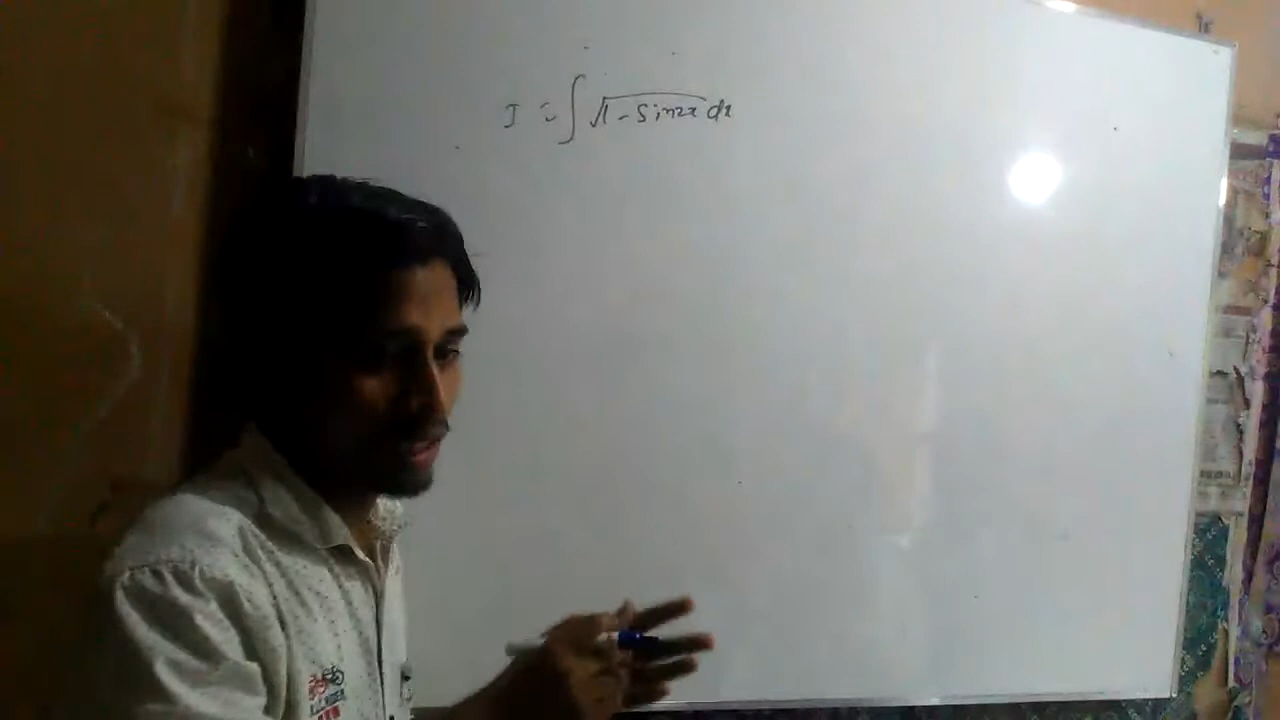 I = ∫ √1 - sin2x dx